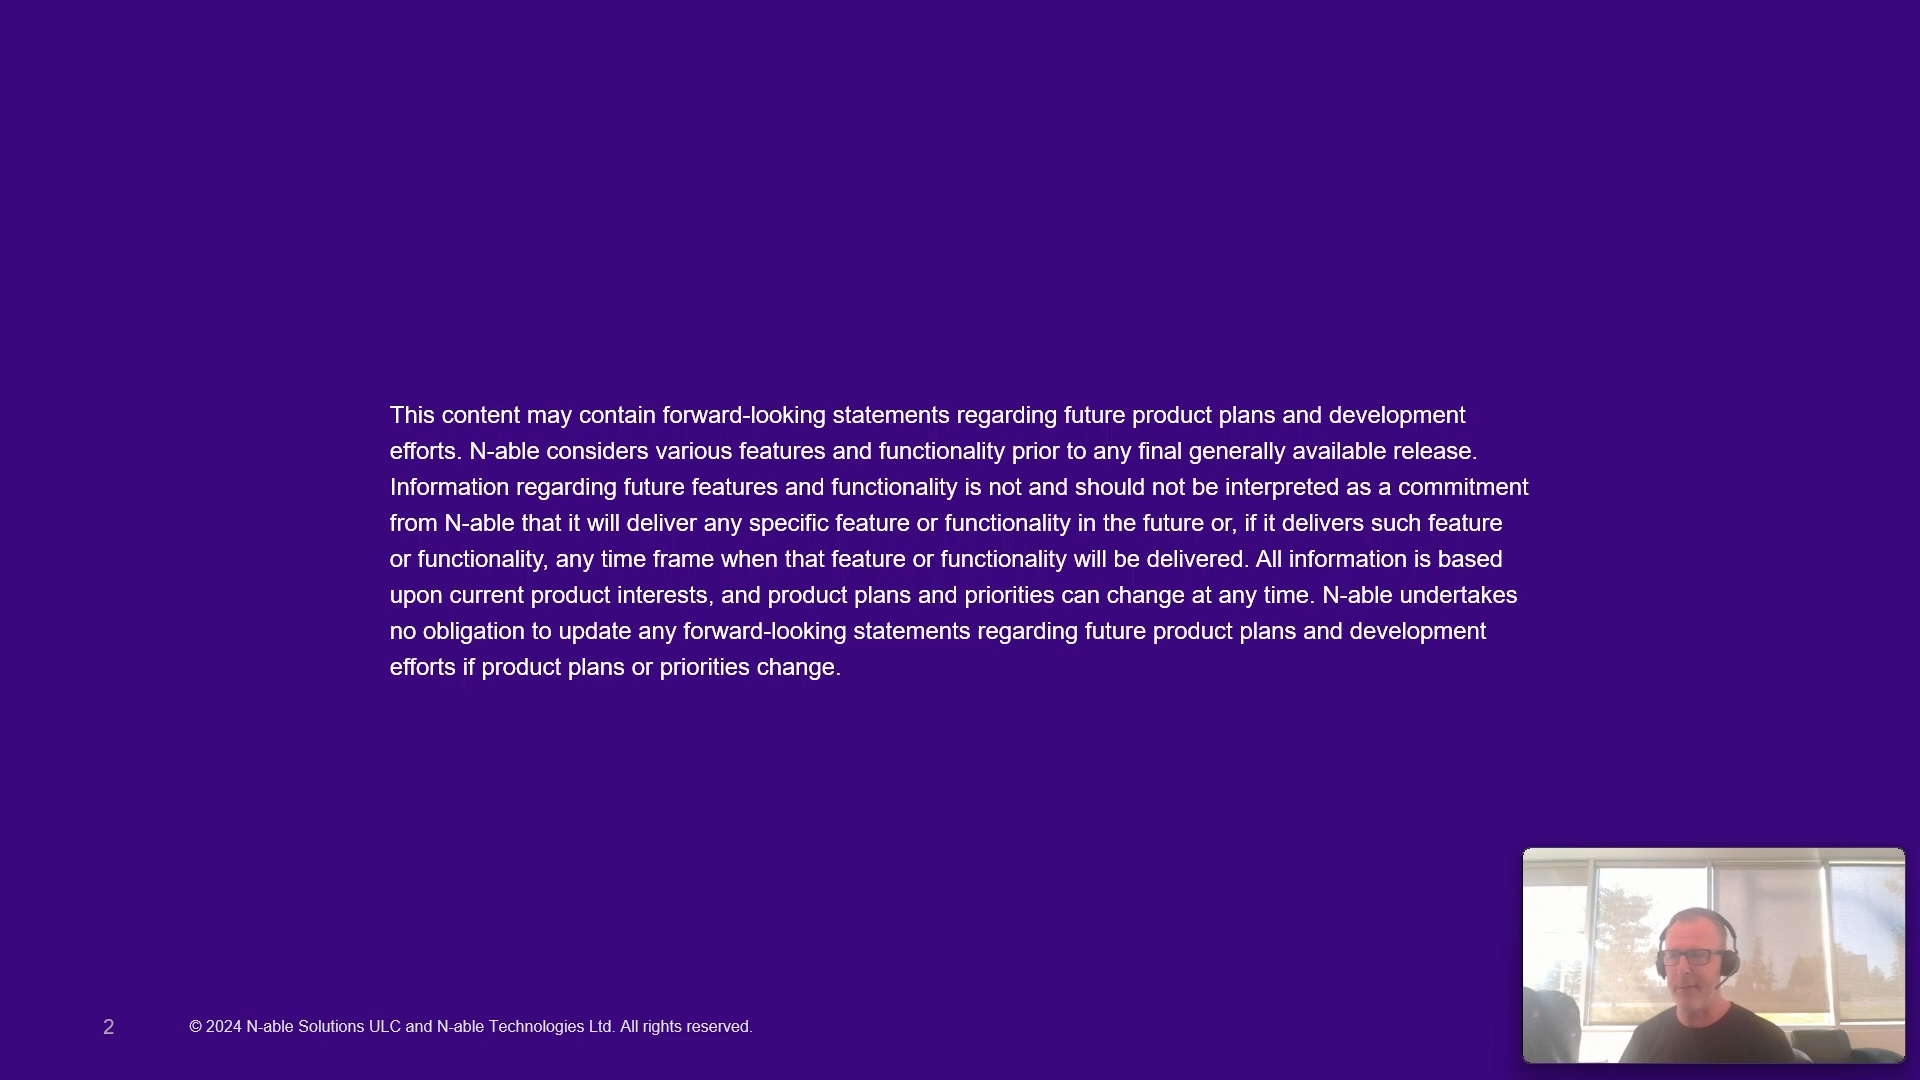 This content may contain forward-looking statements regarding future product plans and development
efforts. N-able considers various features and functionality prior to any final generally available release.
Information regarding future features and functionality is not and should not be interpreted as a commitment
from N-able that it will deliver any specific feature or functionality in the future or, if it delivers such feature
or functionality, any time frame when that feature or functionality will be delivered. All information is based
upon current product interests, and product plans and priorities can change at any time. N-able undertakes
no obligation to update any forward-looking statements regarding future product plans and development
efforts if product plans or priorities change.
2
© 2024 N-able Solutions ULC and N-able Technologies Ltd. All rights reserved.